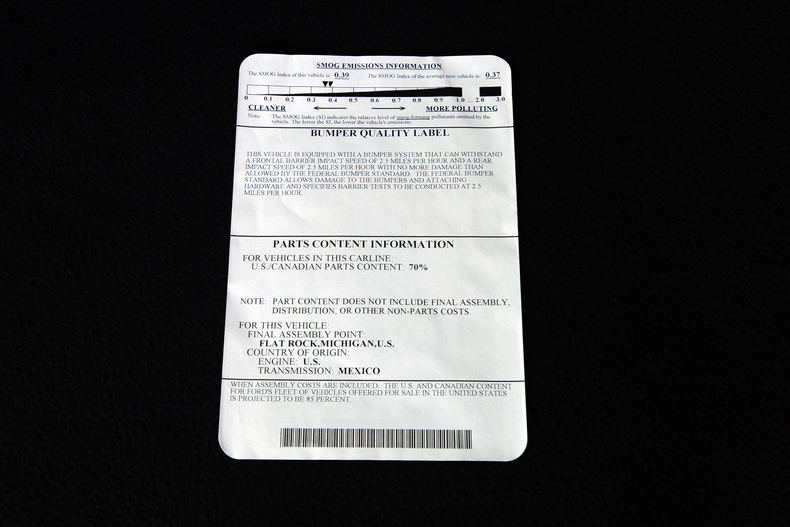 SMOG EMISSIONS INFORMATION
The SMOG Index of this vehicle is: 0.39 The SMOG Index of the average new vehicle is: 0.37
0 0.1 0.2 0.3 0.4 0.5 0.6 0.7 0.8 0.9 1.0 ... 2.0 3.0
CLEANER MORE POLLUTING
Note: The SMOG Index (SI) indicates the relative level of smog-forming pollutants emitted by the
vehicle. The lower the SI, the lower the vehicle's emissions.
BUMPER QUALITY LABEL
THIS VEHICLE IS EQUIPPED WITH A BUMPER SYSTEM THAT CAN WITHSTAND
A FRONTAL BARRIER IMPACT SPEED OF 2.5 MILES PER HOUR AND A REAR
IMPACT SPEED OF 2.5 MILES PER HOUR WITH NO MORE DAMAGE THAN
ALLOWED BY THE FEDERAL BUMPER STANDARD. THE FEDERAL BUMPER
STANDARD ALLOWS DAMAGE TO THE BUMPERS AND ATTACHING
HARDWARE AND SPECIFIES BARRIER TESTS TO BE CONDUCTED AT 2.5
MILES PER HOUR.
PARTS CONTENT INFORMATION
FOR VEHICLES IN THIS CARLINE:
U.S./CANADIAN PARTS CONTENT: 70%
NOTE: PART CONTENT DOES NOT INCLUDE FINAL ASSEMBLY,
DISTRIBUTION, OR OTHER NON-PARTS COSTS.
FOR THIS VEHICLE:
FINAL ASSEMBLY POINT:
FLAT ROCK,MICHIGAN,U.S.
COUNTRY OF ORIGIN:
ENGINE: U.S.
TRANSMISSION: MEXICO
WHEN ASSEMBLY COSTS ARE INCLUDED. THE U.S. AND CANADIAN CONTENT
FOR FORD'S FLEET OF VEHICLES OFFERED FOR SALE IN THE UNITED STATES
IS PROJECTED TO BE 85 PERCENT.